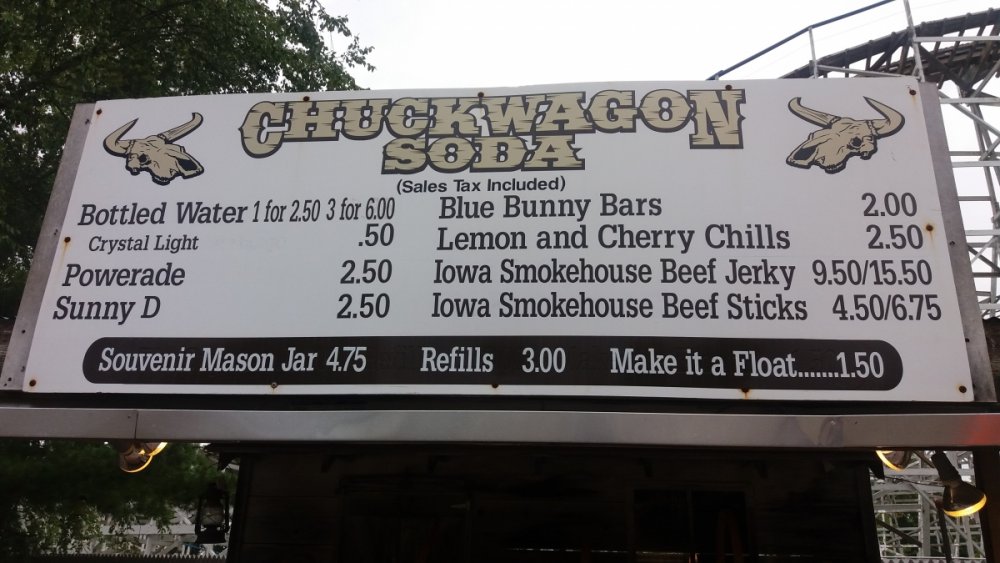 CHUCKWAGON
SODA
(Sales Tax Included)
Bottled Water 1 for 2.50 3 for 6.00
Crystal Light .50
Powerade 2.50
Sunny D 2.50
Blue Bunny Bars 2.00
Lemon and Cherry Chills 2.50
Iowa Smokehouse Beef Jerky 9.50/15.50
Iowa Smokehouse Beef Sticks 4.50/6.75
Souvenir Mason Jar 4.75 Refills 3.00 Make it a Float.......1.50